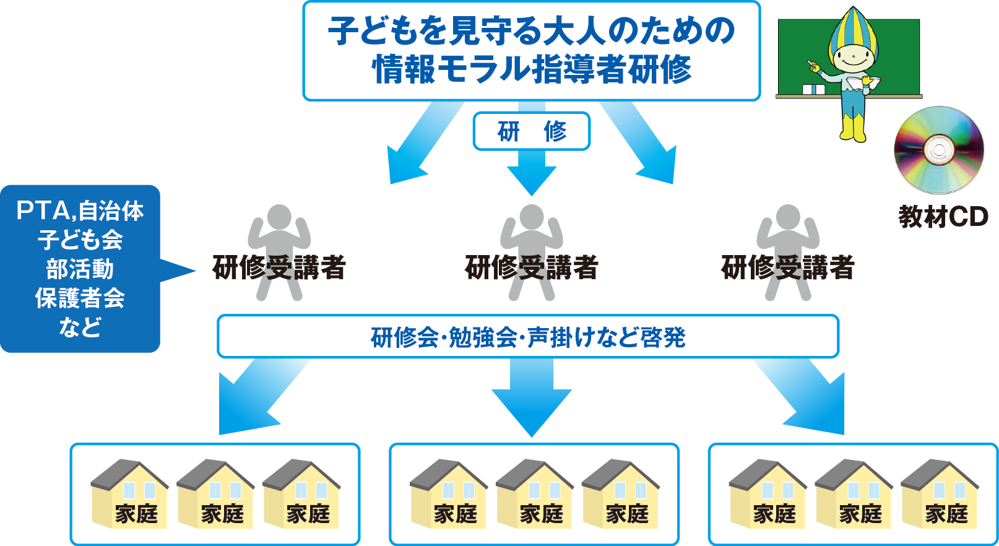 子どもを見守る大人のための
情報モラル指導者研修
研　修
教材CD
PTA,自治体
子ども会
部活動
保護者会
など
研修受講者
研修受講者
研修受講者
研修会・勉強会・声掛けなど啓発
家庭
家庭
家庭
家庭
家庭
家庭
家庭
家庭
家庭